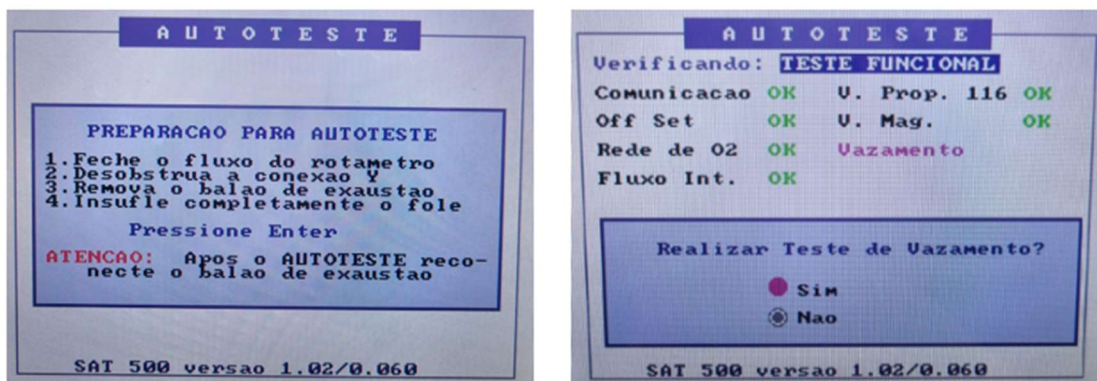 AUTOTESTE
PREPARACAO PARA AUTOTESTE
1.Feche o fluxo do rotametro
2.Desobstrua a conexao Y
3.Remova o balao de exaustao
4.Insufle completamente o fole
Pressione Enter
ATENCAO: Apos o AUTOTESTE reco-
necte o balao de exaustao
SAT 500 versao 1.02/0.060
AUTOTESTE
Verificando: TESTE FUNCIONAL
Comunicacao OK V. Prop. 116 OK
Off Set OK V. Mag. OK
Rede de O2 OK Vazamento
Fluxo Int. OK
Realizar Teste de Vazamento?
Sim
Nao
SAT 500 versao 1.02/0.060